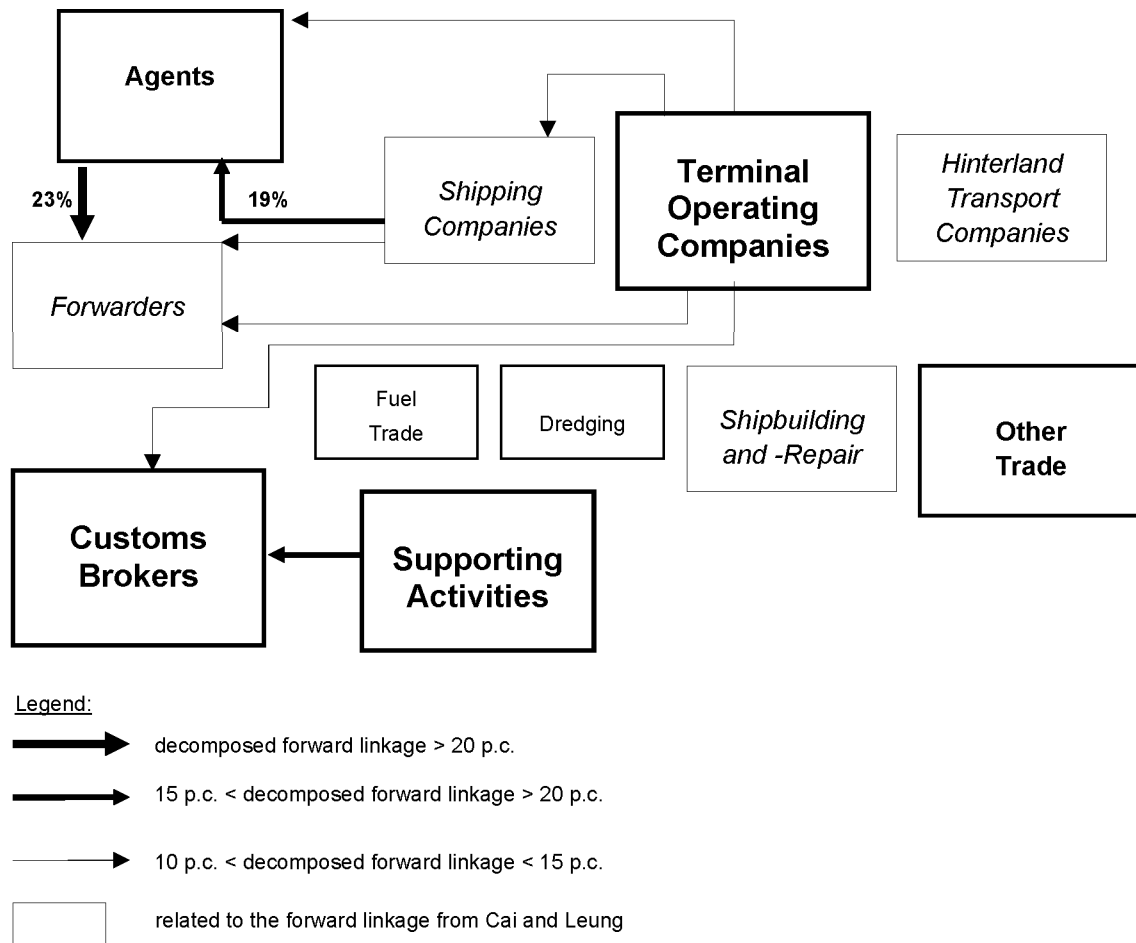 Agents
23%
19%
Shipping
Companies
Terminal
Operating
Companies
Hinterland
Transport
Companies
Forwarders
Fuel
Trade
Dredging
Shipbuilding
and -Repair
Other
Trade
Customs
Brokers
Supporting
Activities
Legend:
decomposed forward linkage > 20 p.c.
15 p.c. < decomposed forward linkage > 20 p.c.
10 p.c. < decomposed forward linkage < 15 p.c.
related to the forward linkage from Cai and Leung